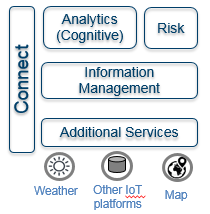 Connect
Analytics
(Cognitive)
Risk
Information
Management
Additional Services
Weather
Other IoT
platforms
Map